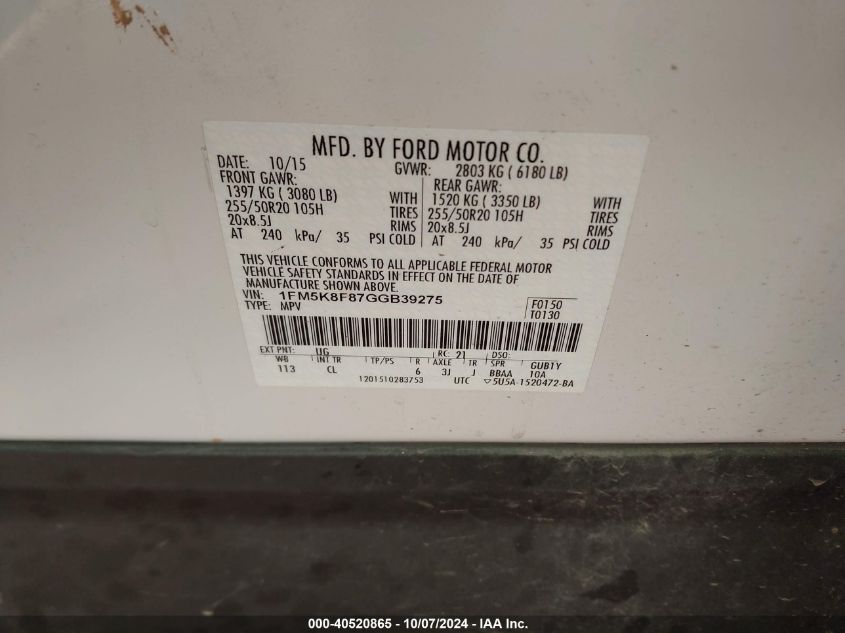 MFD. BY FORD MOTOR CO.
DATE: 10/15 GVWR: 2803 KG ( 6180 LB)
FRONT GAWR: REAR GAWR:
1397 KG ( 3080 LB) WITH 1520 KG ( 3350 LB) WITH
255/50R20 105H TIRES 255/50R20 105H TIRES
20x8.5J RIMS 20x8.5J RIMS
AT 240 kPa/ 35 PSI COLD AT 240 kPa/ 35 PSI COLD
THIS VEHICLE CONFORMS TO ALL APPLICABLE FEDERAL MOTOR
VEHICLE SAFETY STANDARDS IN EFFECT ON THE DATE OF
MANUFACTURE SHOWN ABOVE.
VIN: 1FM5K8F87GGB39275 F0150
TYPE: MPV T0130
EXT PNT: UG RC: 21 DSO:
WB INT TR TP/PS R AXLE TR SPR GUB1Y
113 CL 6 3J J BBAA 10A
1201510283753 UTC ▽5U5A-1520472-BA
000-40520865 - 10/07/2024 - IAA Inc.